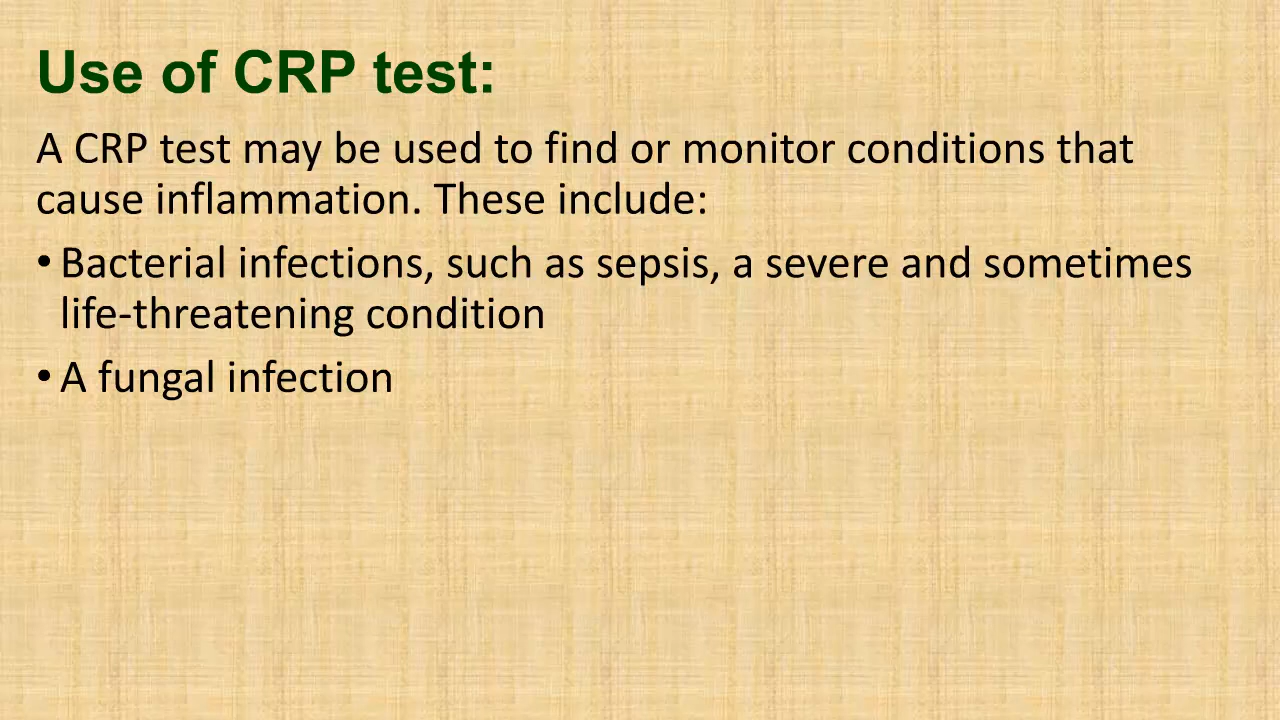 Use of CRP test:
A CRP test may be used to find or monitor conditions that
cause inflammation. These include:
• Bacterial infections, such as sepsis, a severe and sometimes
life-threatening condition
• A fungal infection